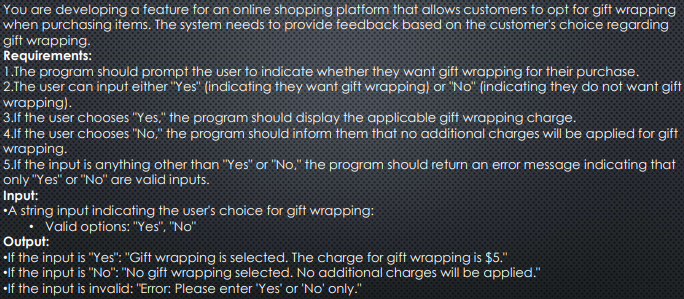 You are developing a feature for an online shopping platform that allows customers to opt for gift wrapping
when purchasing items. The system needs to provide feedback based on the customer's choice regarding
gift wrapping.
Requirements:
1.The program should prompt the user to indicate whether they want gift wrapping for their purchase.
2.The user can input either "Yes" (indicating they want gift wrapping) or "No" (indicating they do not want gift
wrapping).
3.If the user chooses "Yes," the program should display the applicable gift wrapping charge.
4.If the user chooses "No," the program should inform them that no additional charges will be applied for gift
wrapping.
5.If the input is anything other than "Yes" or "No," the program should return an error message indicating that
only "Yes" or "No" are valid inputs.
Input:
•A string input indicating the user's choice for gift wrapping:
• Valid options: "Yes", "No"
Output:
•If the input is "Yes": "Gift wrapping is selected. The charge for gift wrapping is $5."
•If the input is "No": "No gift wrapping selected. No additional charges will be applied."
•If the input is invalid: "Error: Please enter 'Yes' or 'No' only."